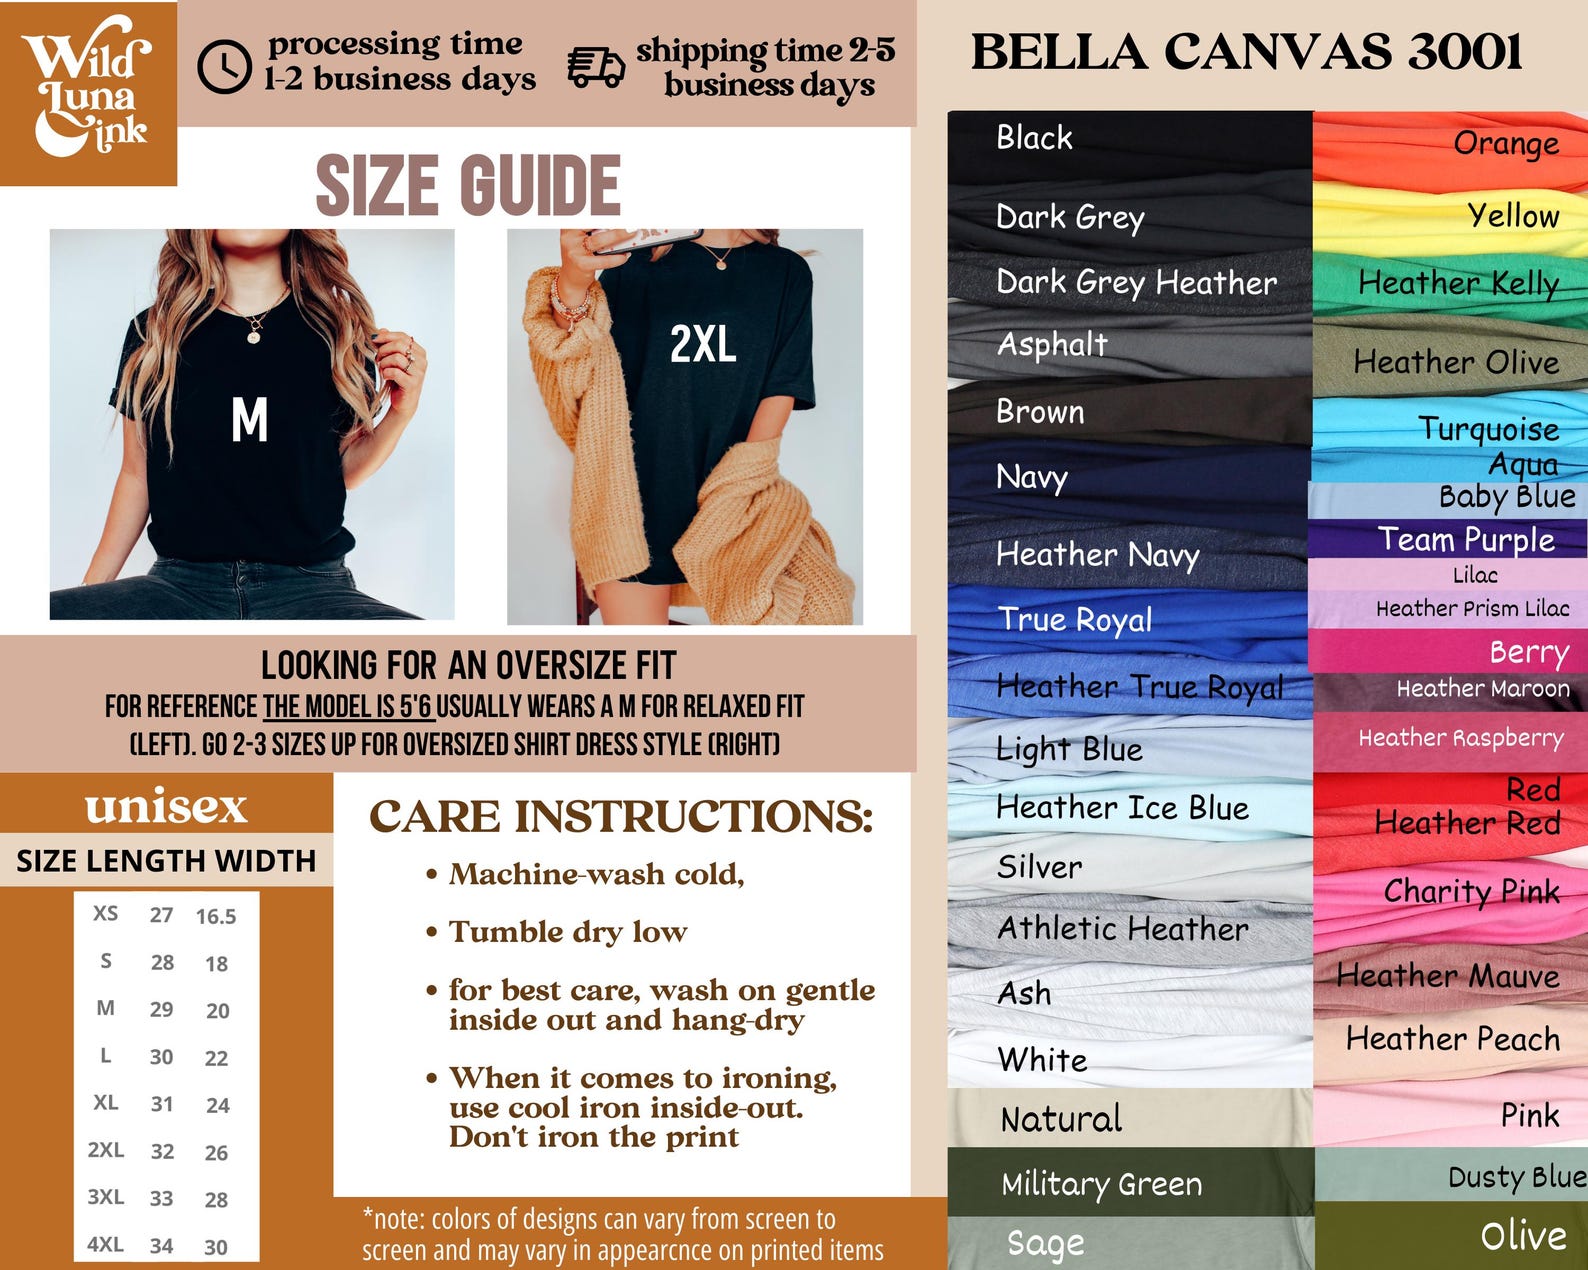 Wild
Luna
ink
processing time
1-2 business days
shipping time 2-5
business days
SIZE GUIDE
M
2XL
LOOKING FOR AN OVERSIZE FIT
FOR REFERENCE THE MODEL IS 5'6 USUALLY WEARS A M FOR RELAXED FIT
(LEFT). GO 2-3 SIZES UP FOR OVERSIZED SHIRT DRESS STYLE (RIGHT)
unisex
SIZE LENGTH WIDTH
XS 27 16.5
S 28 18
M 29 20
L 30 22
XL 31 24
2XL 32 26
3XL 33 28
4XL 34 30
CARE INSTRUCTIONS:
• Machine-wash cold,
• Tumble dry low
• for best care, wash on gentle
inside out and hang-dry
• When it comes to ironing,
use cool iron inside-out.
Don't iron the print
*note: colors of designs can vary from screen to
screen and may vary in appearcnce on printed items
BELLA CANVAS 3001
Black
Dark Grey
Dark Grey Heather
Asphalt
Brown
Navy
Heather Navy
True Royal
Heather True Royal
Light Blue
Heather Ice Blue
Silver
Athletic Heather
Ash
White
Natural
Military Green
Sage
Orange
Yellow
Heather Kelly
Heather Olive
Turquoise
Aqua
Baby Blue
Team Purple
Lilac
Heather Prism Lilac
Berry
Heather Maroon
Heather Raspberry
Red
Heather Red
Charity Pink
Heather Mauve
Heather Peach
Pink
Dusty Blue
Olive